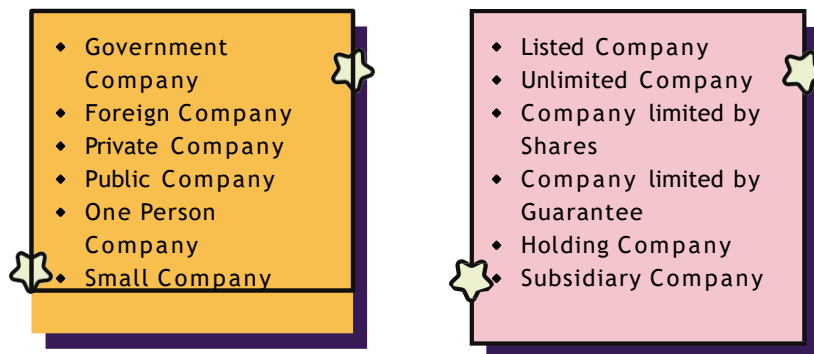 ◆ Government
Company
◆ Foreign Company
◆ Private Company
◆ Public Company
◆ One Person
Company
◆ Small Company
◆ Listed Company
◆ Unlimited Company
◆ Company limited by
Shares
◆ Company limited by
Guarantee
◆ Holding Company
◆ Subsidiary Company